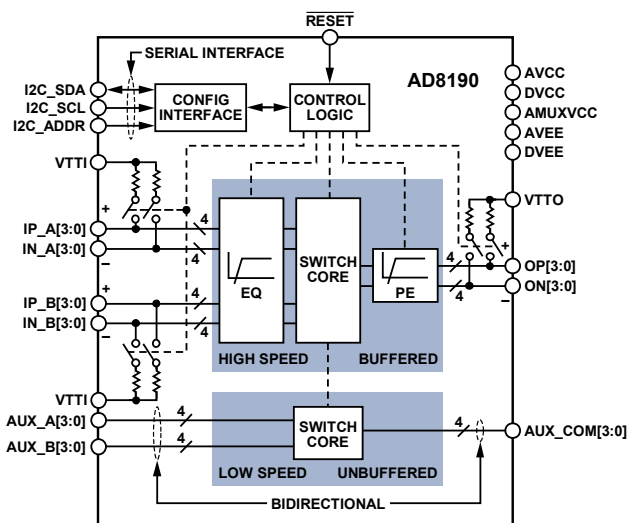 RESET
SERIAL INTERFACE
AD8190
I2C_SDA
I2C_SCL
I2C_ADDR
CONFIG
INTERFACE
CONTROL
LOGIC
AVCC
DVCC
AMUXVCC
AVEE
DVEE
VTTI
VTTO
+
IP_A[3:0]
IN_A[3:0]
–
4
4
+
IP_B[3:0]
IN_B[3:0]
–
4
4
EQ
SWITCH
CORE
PE
4
4
+
OP[3:0]
ON[3:0]
–
HIGH SPEED
BUFFERED
VTTI
AUX_A[3:0]
AUX_B[3:0]
4
4
SWITCH
CORE
4
AUX_COM[3:0]
LOW SPEED
UNBUFFERED
BIDIRECTIONAL